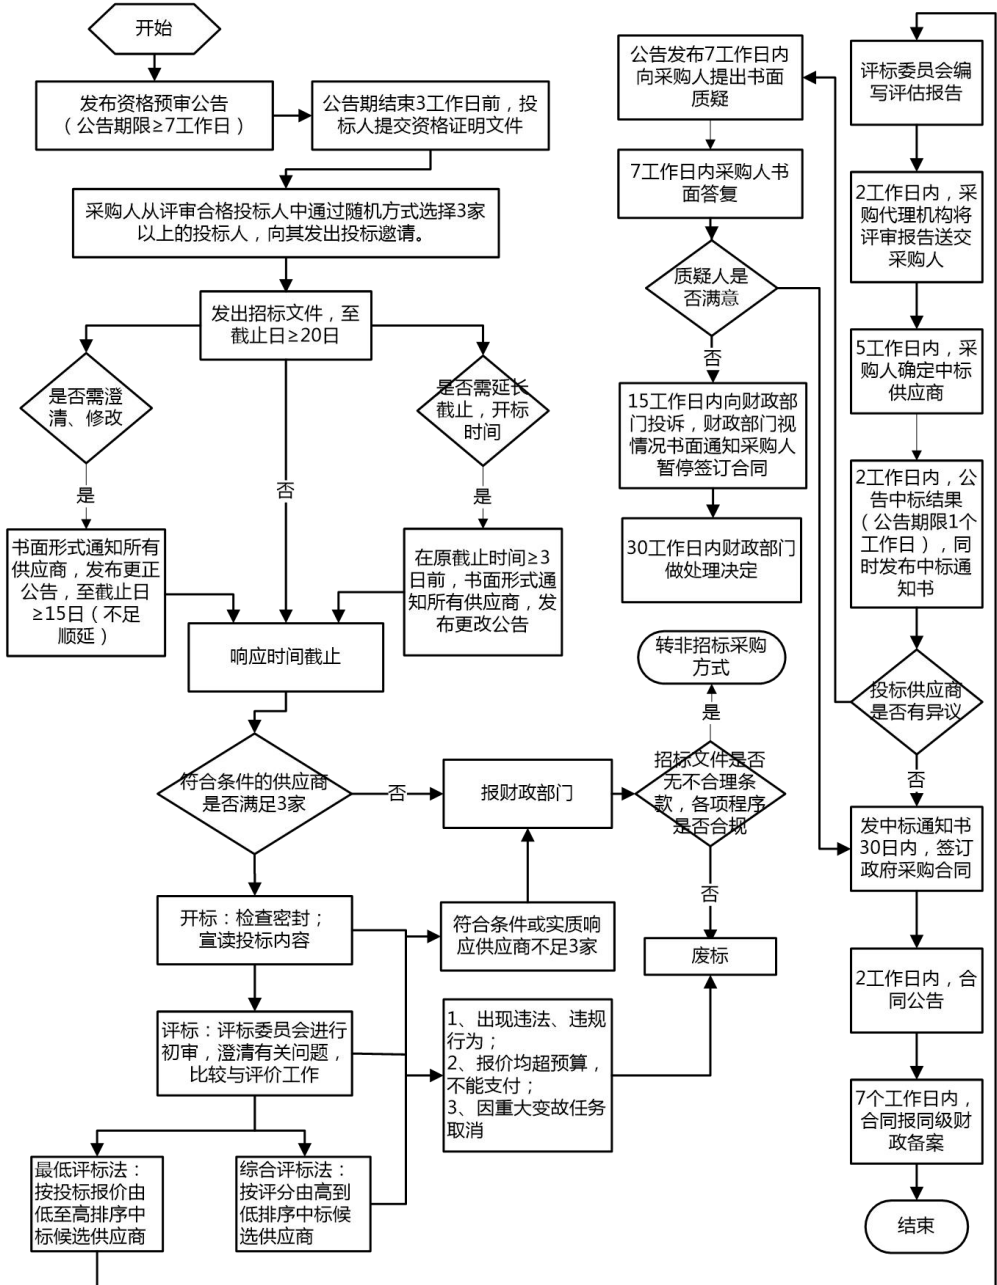 开始
发布资格预审公告
（公告期限≥7工作日）
公告期结束3工作日前，投
标人提交资格证明文件
采购人从评审合格投标人中通过随机方式选择3家
以上的投标人，向其发出投标邀请。
发出招标文件，至
截止日≥20日
是否需澄
清、修改
是否需延长
截止，开标
时间
是
否
是
书面形式通知所有
供应商，发布更正
公告，至截止日
≥15日（不足
顺延）
在原截止时间≥3
日前，书面形式通
知所有供应商，发
布更改公告
响应时间截止
符合条件的供应商
是否满足3家
否
报财政部门
招标文件是否
无不合理条
款，各项程序
是否合规
是
转非招标采购
方式
否
废标
开标：检查密封；
宣读投标内容
符合条件或实质响
应供应商不足3家
评标：评标委员会进行
初审，澄清有关问题，
比较与评价工作
1、出现违法、违规
行为；
2、报价均超预算，
不能支付；
3、因重大变故任务
取消
最低评标法：
按投标报价由
低至高排序中
标候选供应商
综合评标法：
按评分由高到
低排序中标候
选供应商
公告发布7工作日内
向采购人提出书面
质疑
7工作日内采购人书
面答复
质疑人是
否满意
否
15工作日内向财政部
门投诉，财政部门视
情况书面通知采购人
暂停签订合同
30工作日内财政部门
做处理决定
评标委员会编
写评估报告
2工作日内，采
购代理机构将
评审报告送交
采购人
5工作日内，采
购人确定中标
供应商
2工作日内，公
告中标结果
（公告期限1个
工作日），同
时发布中标通
知书
投标供应商
是否有异议
否
发中标通知书
30日内，签订
政府采购合同
2工作日内，合
同公告
7个工作日内，
合同报同级财
政备案
结束